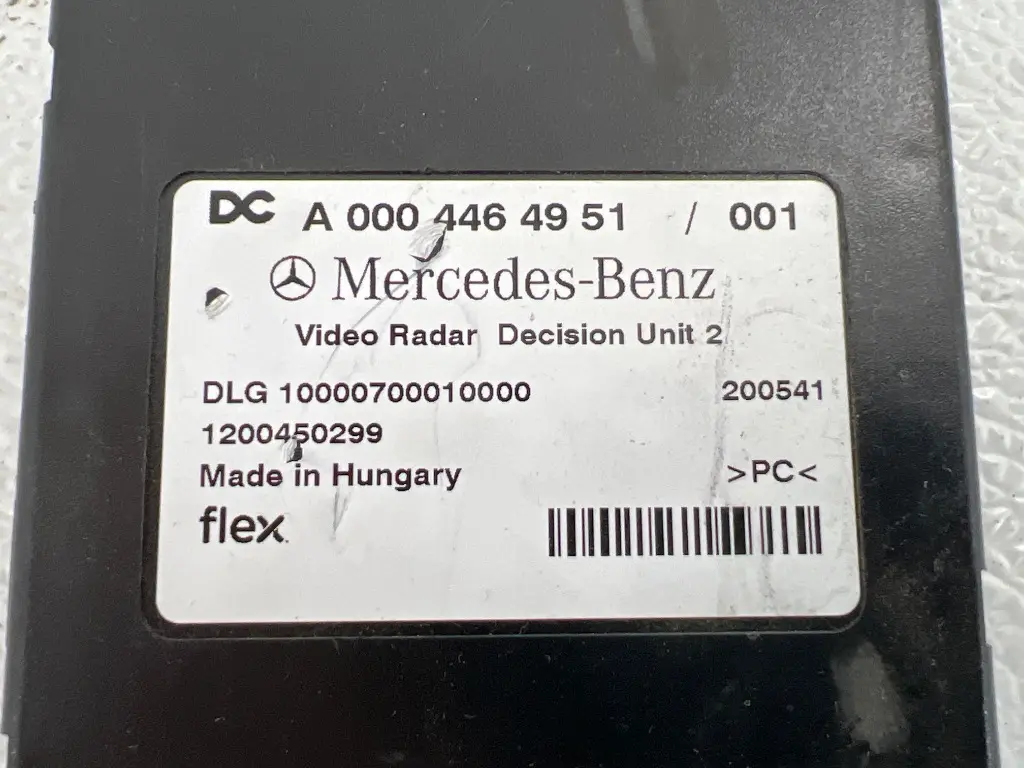 DC A 000 446 49 51 / 001
Mercedes-Benz
Video Radar Decision Unit 2
DLG 10000700010000 200541
1200450299
Made in Hungary >PC<
flex